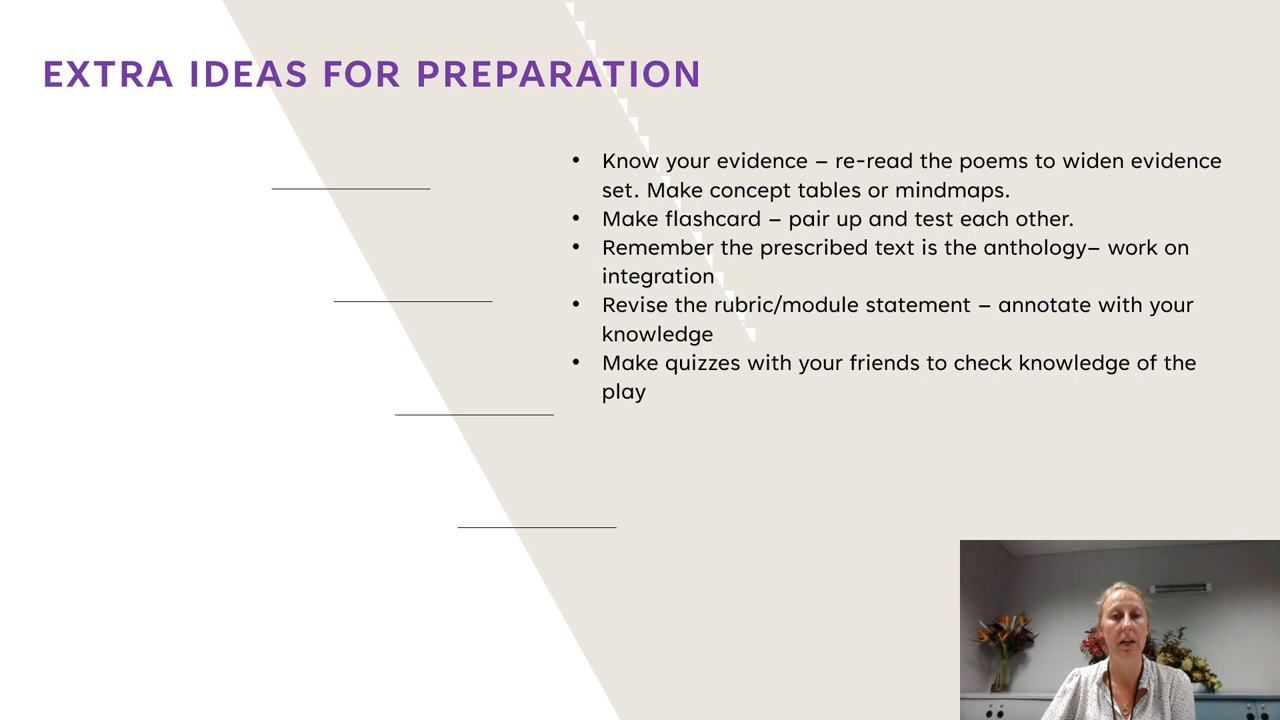 EXTRA IDEAS FOR PREPARATION
• Know your evidence – re-read the poems to widen evidence
set. Make concept tables or mindmaps.
• Make flashcard – pair up and test each other.
• Remember the prescribed text is the anthology– work on
integration
• Revise the rubric/module statement – annotate with your
knowledge
• Make quizzes with your friends to check knowledge of the
play